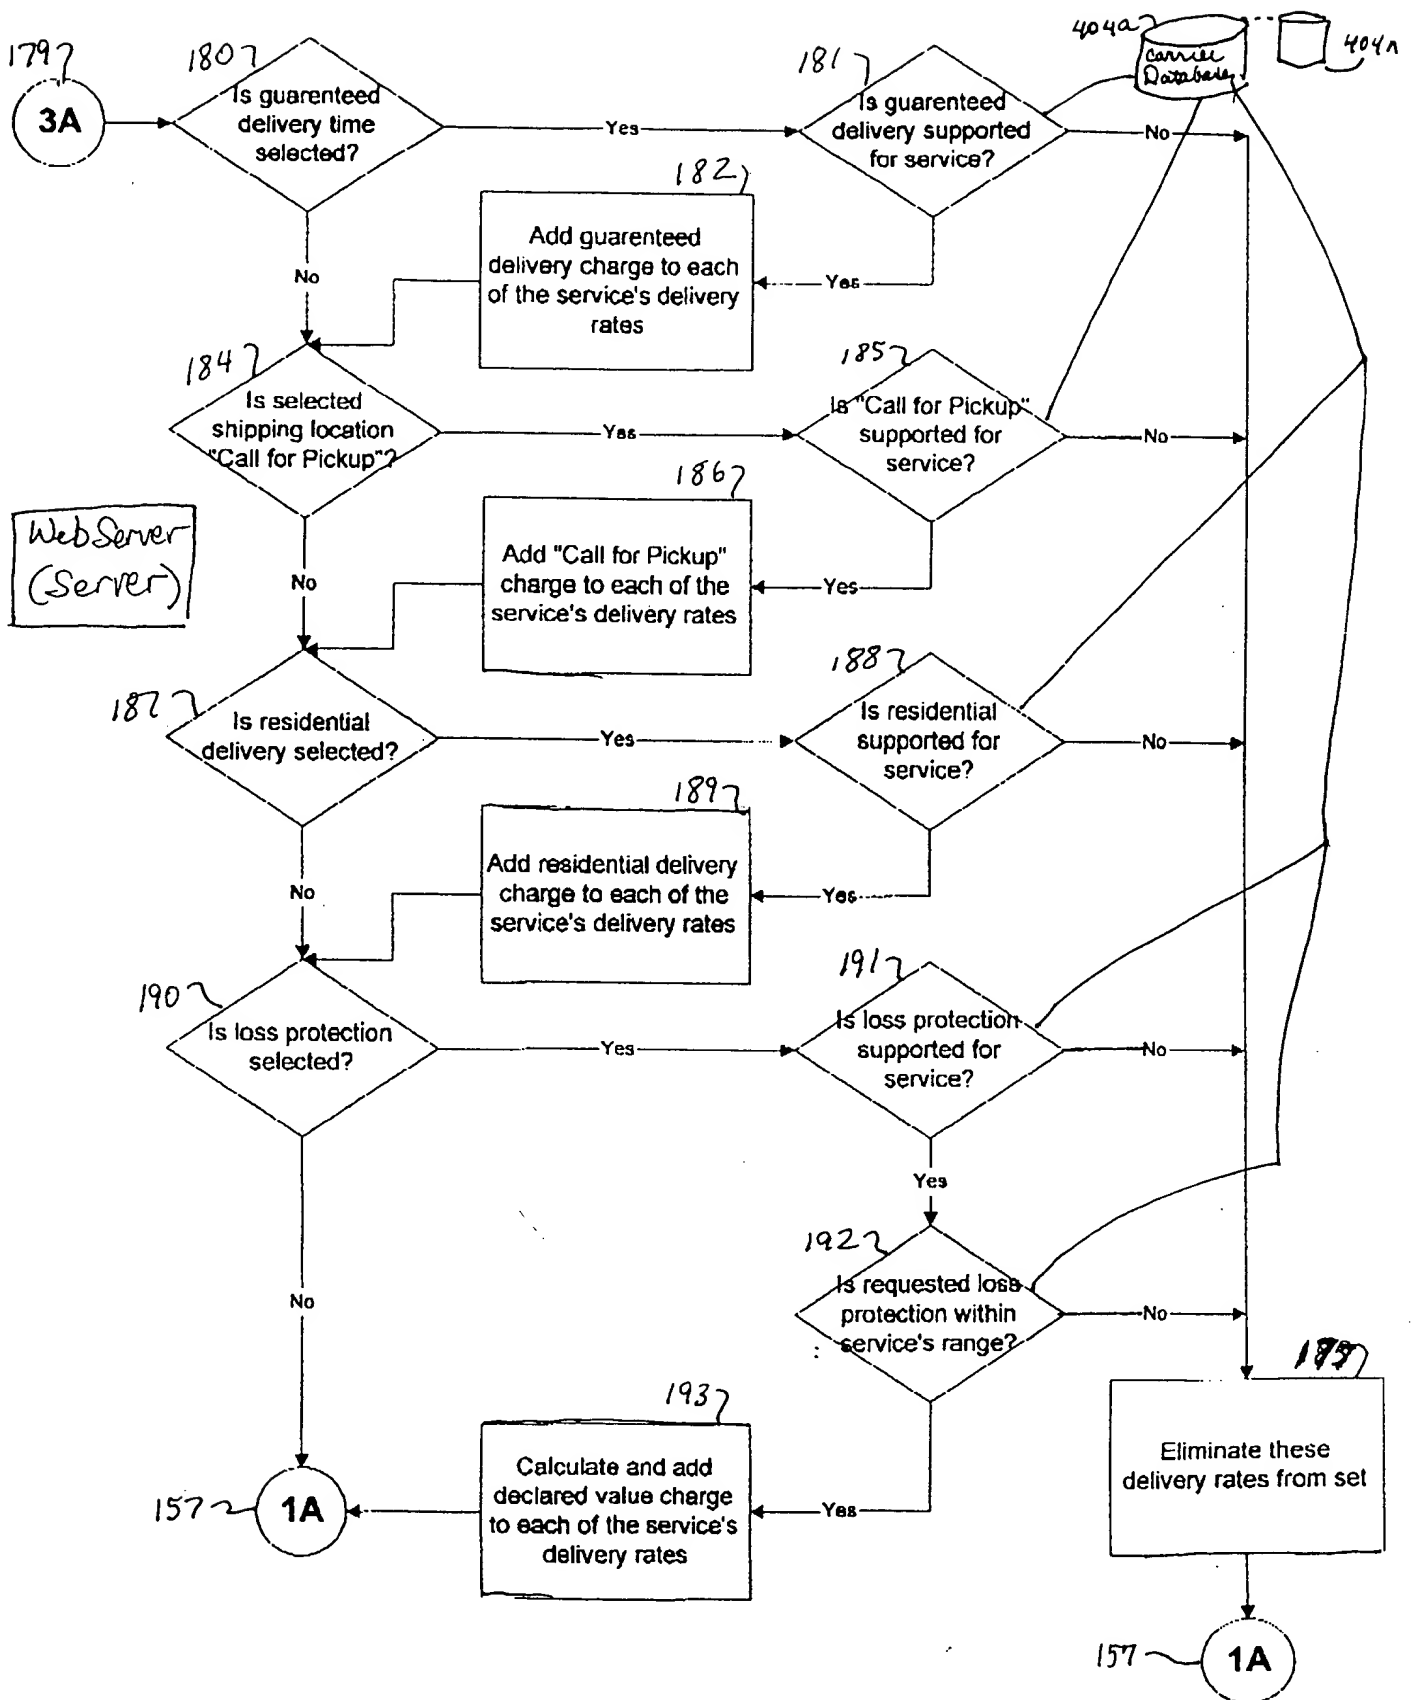 179
3A
180
Is guarenteed
delivery time
selected?
Yes
181
Is guarenteed
delivery supported
for service?
404a
Carrier
Database
404n
No
182
Add guarenteed
delivery charge to each
of the service's delivery
rates
Yes
No
184
Is selected
shipping location
"Call for Pickup"?
Yes
185
Is "Call for Pickup"
supported for
service?
No
186
Add "Call for Pickup"
charge to each of the
service's delivery rates
Yes
Web Server
(Server)
No
187
Is residential
delivery selected?
Yes
188
Is residential
supported for
service?
No
189
Add residential delivery
charge to each of the
service's delivery rates
Yes
No
190
Is loss protection
selected?
Yes
191
Is loss protection
supported for
service?
No
Yes
192
Is requested loss
protection within
service's range?
No
No
193
Calculate and add
declared value charge
to each of the service's
delivery rates
Yes
157
1A
Eliminate these
delivery rates from set
157
1A